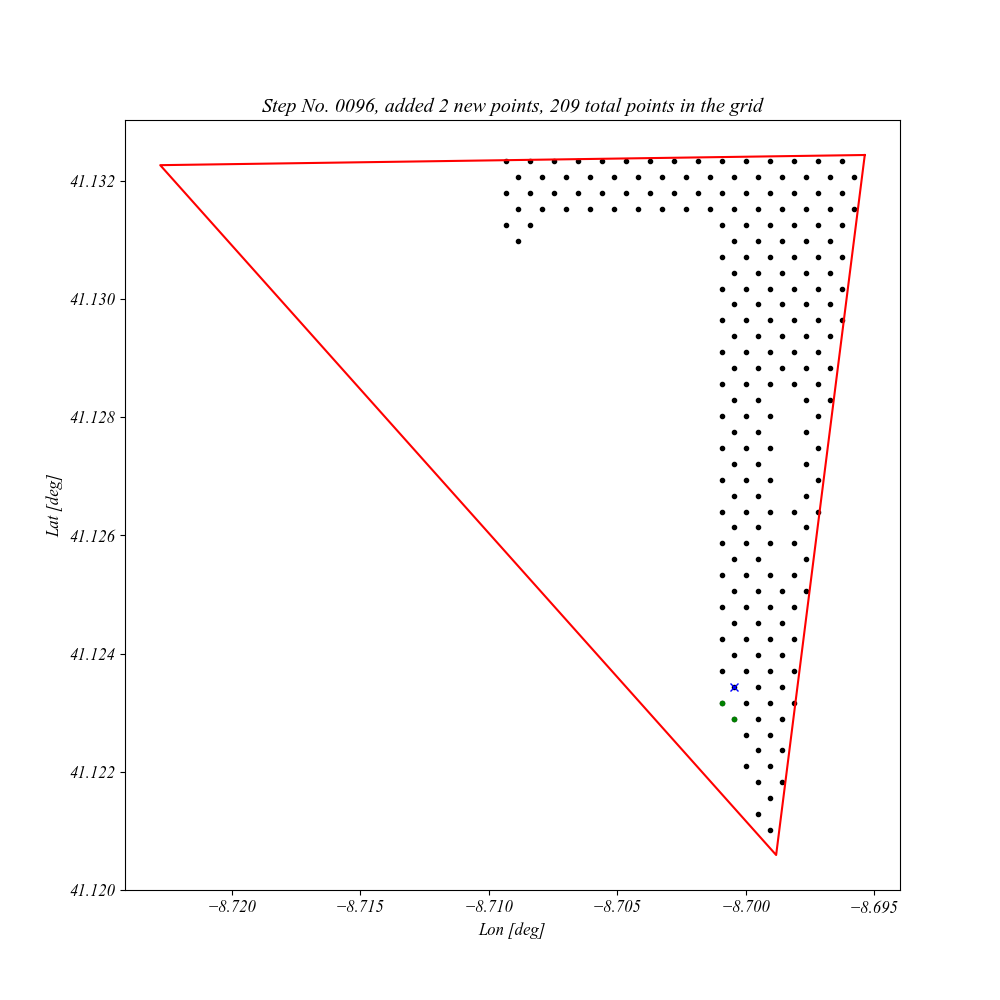 Step No. 0096, added 2 new points, 209 total points in the grid
41.132
41.130
41.128
41.126
41.124
41.122
41.120
Lat [deg]
−8.720 −8.715 −8.710 −8.705 −8.700 −8.695
Lon [deg]